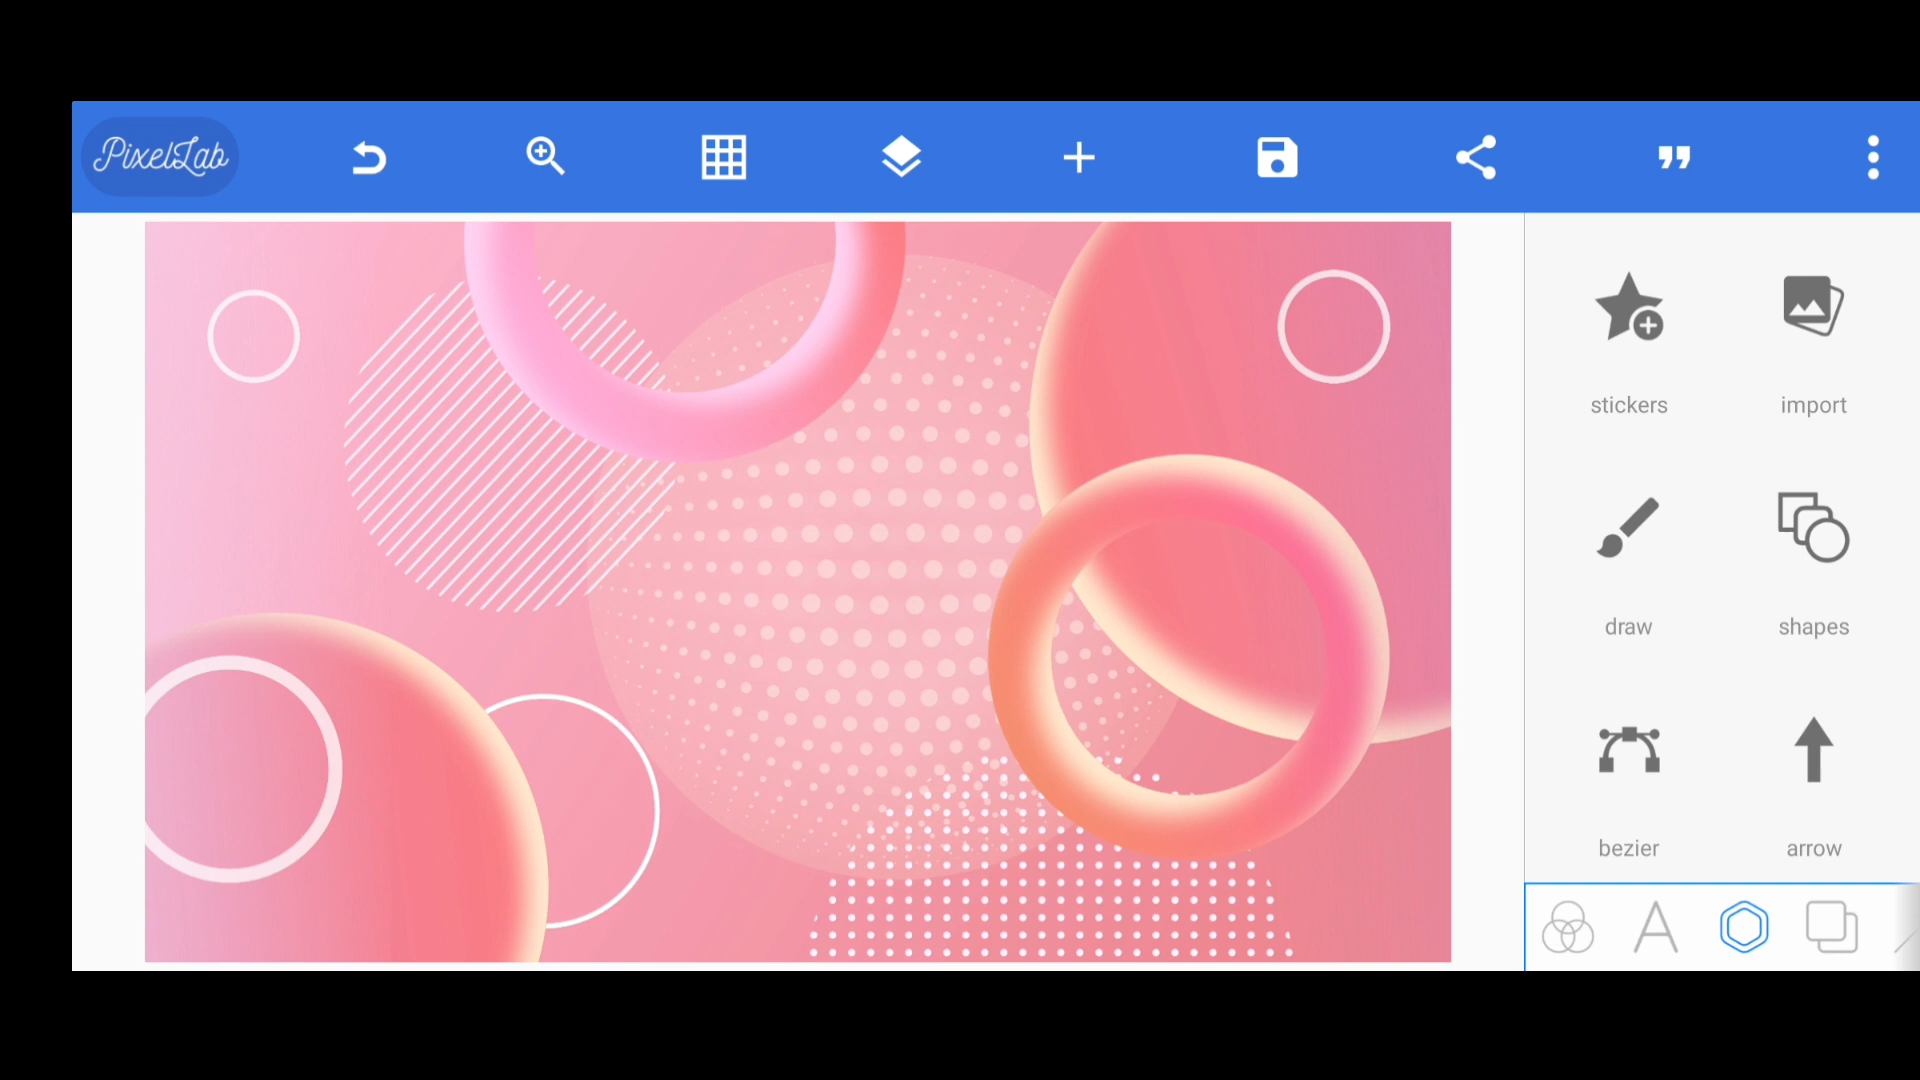 PixelLab
stickers
import
draw
shapes
bezier
arrow